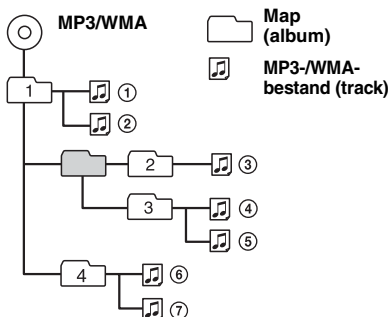 MP3/WMA
Map
(album)
MP3-/WMA-
bestand (track)
1
①
②
2
③
3
④
⑤
4
⑥
⑦